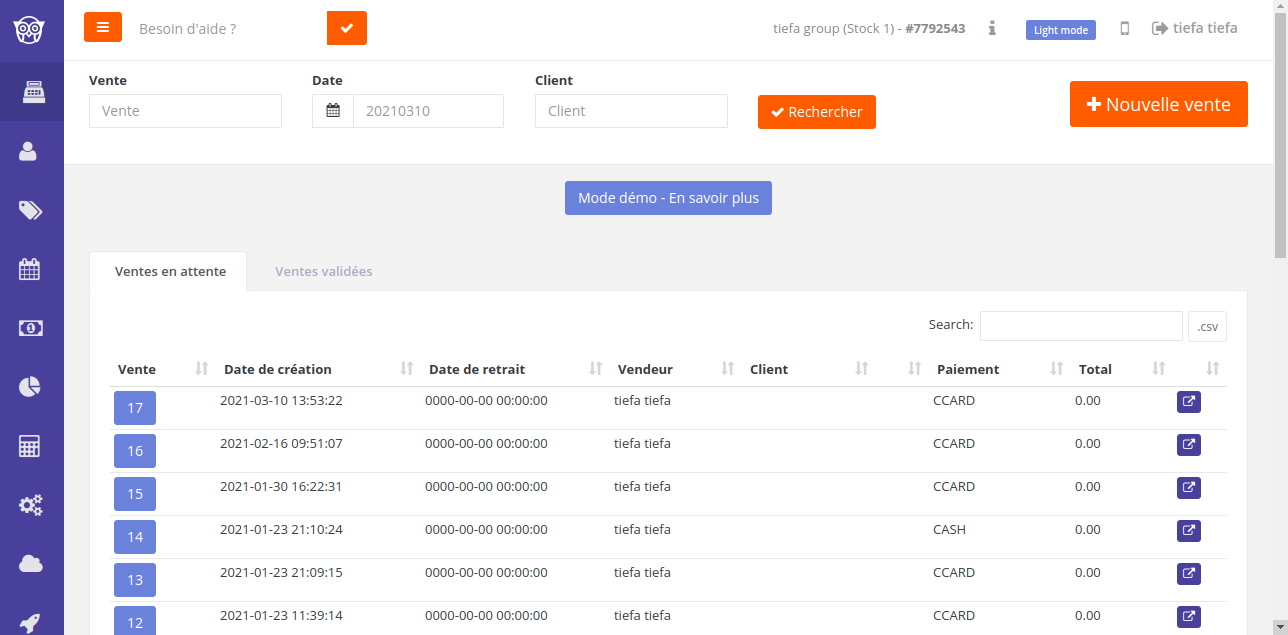 Besoin d'aide ?
tiefa group (Stock 1) - #7792543
Light mode
tiefa tiefa
Vente Date Client
Vente 20210310 Client Rechercher Nouvelle vente
Mode démo - En savoir plus
Ventes en attente Ventes validées
Search: .csv
Vente Date de création Date de retrait Vendeur Client Paiement Total
17 2021-03-10 13:53:22 0000-00-00 00:00:00 tiefa tiefa CCARD 0.00
16 2021-02-16 09:51:07 0000-00-00 00:00:00 tiefa tiefa CCARD 0.00
15 2021-01-30 16:22:31 0000-00-00 00:00:00 tiefa tiefa CCARD 0.00
14 2021-01-23 21:10:24 0000-00-00 00:00:00 tiefa tiefa CASH 0.00
13 2021-01-23 21:09:15 0000-00-00 00:00:00 tiefa tiefa CCARD 0.00
12 2021-01-23 11:39:14 0000-00-00 00:00:00 tiefa tiefa CCARD 0.00